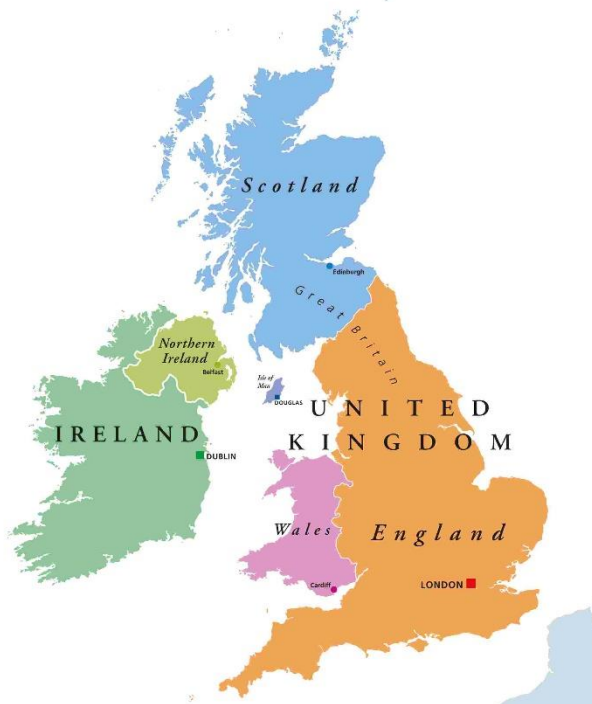 Scotland
Edinburgh
Great Britain
Northern
Ireland
Belfast
Isle of
Man
DOUGLAS
UNITED
KINGDOM
IRELAND
DUBLIN
Wales
England
Cardiff
LONDON